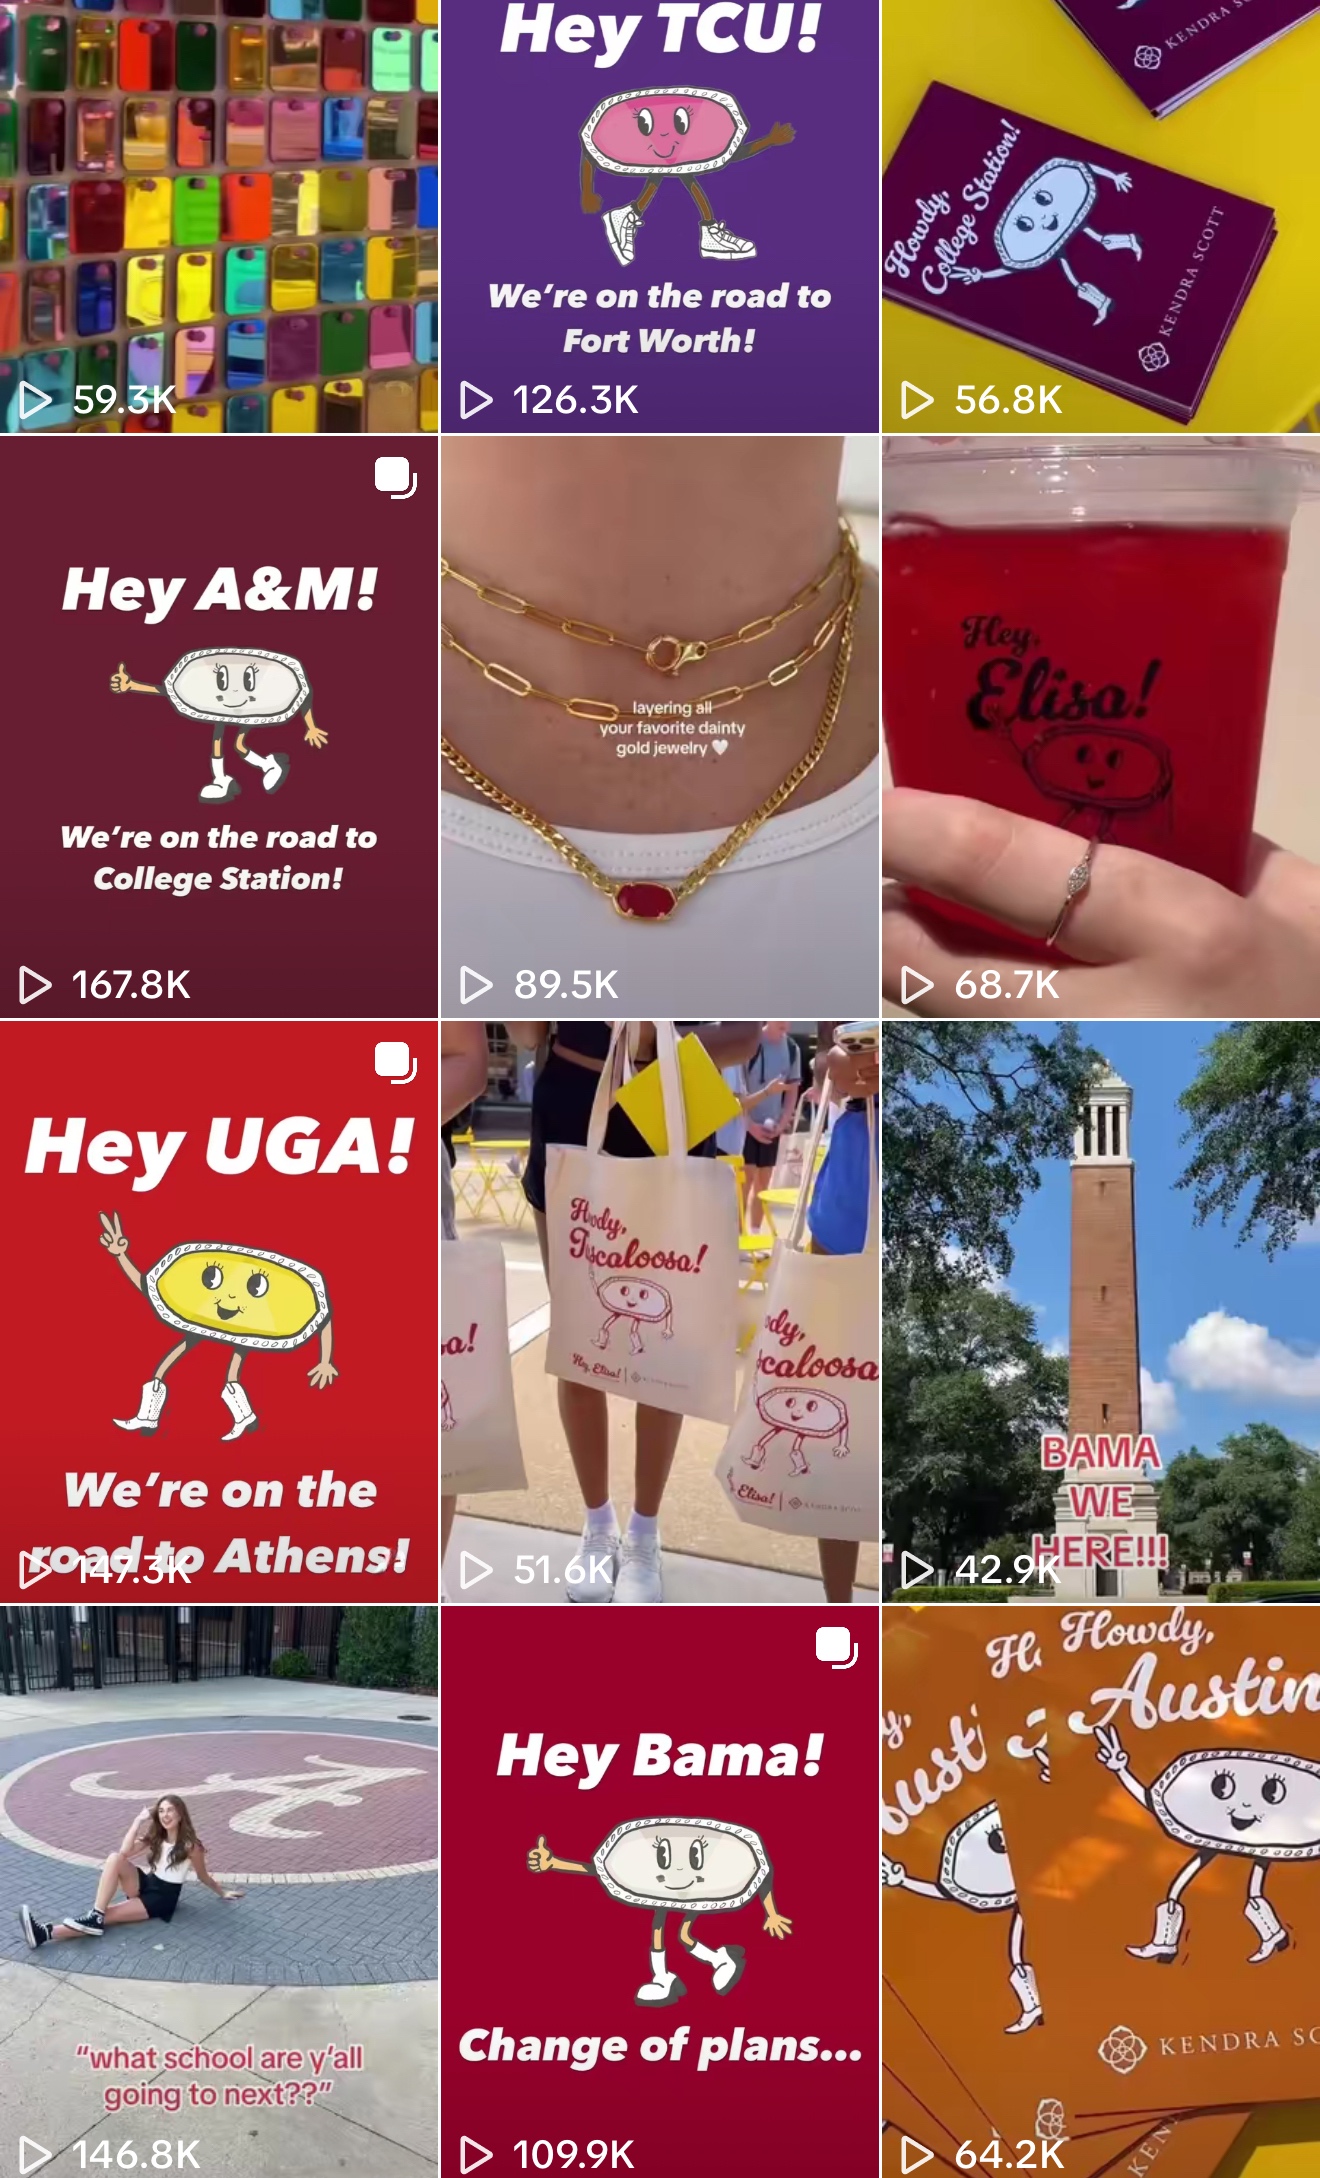 59.3K
Hey TCU!
We're on the road to
Fort Worth!
126.3K
KENDRA
Howdy,
College Station!
KENDRA SCOTT
56.8K
Hey A&M!
We're on the road to
College Station!
167.8K
layering all
your favorite dainty
gold jewelry 🤍
89.5K
Hey,
Elisa!
68.7K
Hey UGA!
We're on the
road to Athens!
147.3K
Howdy,
Tuscaloosa!
Hey, Elisa! | KENDRA SCOTT
a!
dy,
caloosa
Elisa! | KENDRA SCO
51.6K
BAMA
WE
HERE!!!
42.9K
"what school are y'all
going to next??"
146.8K
Hey Bama!
Change of plans...
109.9K
Howdy,
Austin
KENDRA SC
KEN
64.2K